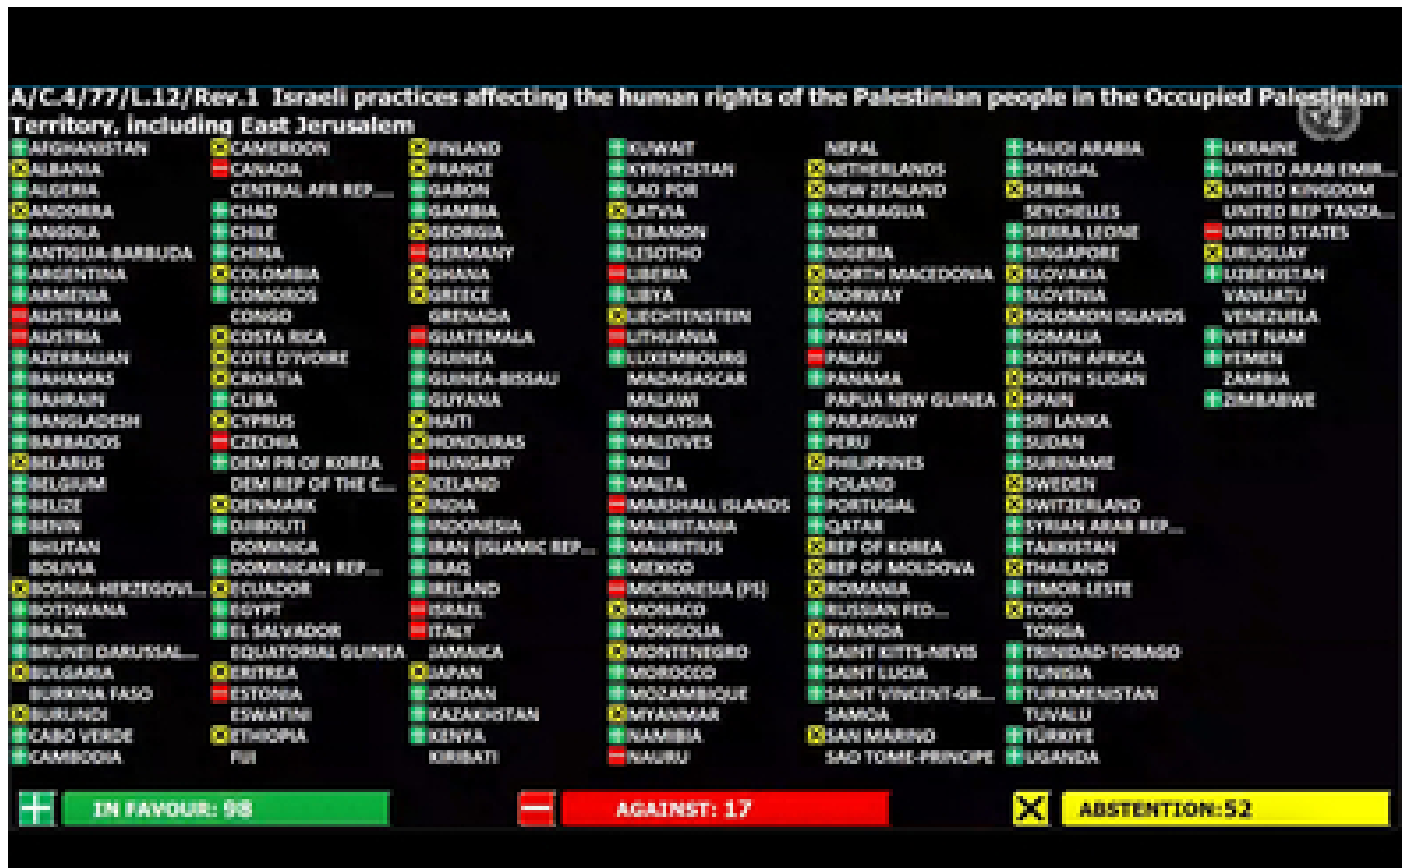 A/C.4/77/L.12/Rev.1 Israeli practices affecting the human rights of the Palestinian people in the Occupied Palestinian
Territory, including East Jerusalem
AFGHANISTAN
ALBANIA
ALGERIA
ANDORRA
ANGOLA
ANTIGUA-BARBUDA
ARGENTINA
ARMENIA
AUSTRALIA
AUSTRIA
AZERBAIJAN
BAHAMAS
BAHRAIN
BANGLADESH
BARBADOS
BELARUS
BELGIUM
BELIZE
BENIN
BHUTAN
BOLIVIA
BOSNIA-HERZEGOVI...
BOTSWANA
BRAZIL
BRUNEI DARUSSAL...
BULGARIA
BURKINA FASO
BURUNDI
CABO VERDE
CAMBODIA
CAMEROON
CANADA
CENTRAL AFR REP....
CHAD
CHILE
CHINA
COLOMBIA
COMOROS
CONGO
COSTA RICA
COTE D'IVOIRE
CROATIA
CUBA
CYPRUS
CZECHIA
DEM PR OF KOREA
DEM REP OF THE C...
DENMARK
DJIBOUTI
DOMINICA
DOMINICAN REP...
ECUADOR
EGYPT
EL SALVADOR
EQUATORIAL GUINEA
ERITREA
ESTONIA
ESWATINI
ETHIOPIA
FIJI
FINLAND
FRANCE
GABON
GAMBIA
GEORGIA
GERMANY
GHANA
GREECE
GRENADA
GUATEMALA
GUINEA
GUINEA-BISSAU
GUYANA
HAITI
HONDURAS
HUNGARY
ICELAND
INDIA
INDONESIA
IRAN (ISLAMIC REP...
IRAQ
IRELAND
ISRAEL
ITALY
JAMAICA
JAPAN
JORDAN
KAZAKHSTAN
KENYA
KIRIBATI
KUWAIT
KYRGYZSTAN
LAO PDR
LATVIA
LEBANON
LESOTHO
LIBERIA
LIBYA
LIECHTENSTEIN
LITHUANIA
LUXEMBOURG
MADAGASCAR
MALAWI
MALAYSIA
MALDIVES
MALI
MALTA
MARSHALL ISLANDS
MAURITANIA
MAURITIUS
MEXICO
MICRONESIA (FS)
MONACO
MONGOLIA
MONTENEGRO
MOROCCO
MOZAMBIQUE
MYANMAR
NAMIBIA
NAURU
NEPAL
NETHERLANDS
NEW ZEALAND
NICARAGUA
NIGER
NIGERIA
NORTH MACEDONIA
NORWAY
OMAN
PAKISTAN
PALAU
PANAMA
PAPUA NEW GUINEA
PARAGUAY
PERU
PHILIPPINES
POLAND
PORTUGAL
QATAR
REP OF KOREA
REP OF MOLDOVA
ROMANIA
RUSSIAN FED...
RWANDA
SAINT KITTS-NEVIS
SAINT LUCIA
SAINT VINCENT-GR...
SAMOA
SAN MARINO
SAO TOME-PRINCIPE
SAUDI ARABIA
SENEGAL
SERBIA
SEYCHELLES
SIERRA LEONE
SINGAPORE
SLOVAKIA
SLOVENIA
SOLOMON ISLANDS
SOMALIA
SOUTH AFRICA
SOUTH SUDAN
SPAIN
SRI LANKA
SUDAN
SURINAME
SWEDEN
SWITZERLAND
SYRIAN ARAB REP...
TAJIKISTAN
THAILAND
TIMOR-LESTE
TOGO
TONGA
TRINIDAD-TOBAGO
TUNISIA
TURKMENISTAN
TUVALU
TÜRKIYE
UGANDA
UKRAINE
UNITED ARAB EMIR...
UNITED KINGDOM
UNITED REP TANZA...
UNITED STATES
URUGUAY
UZBEKISTAN
VANUATU
VENEZUELA
VIET NAM
YEMEN
ZAMBIA
ZIMBABWE
IN FAVOUR: 98
AGAINST: 17
ABSTENTION:52